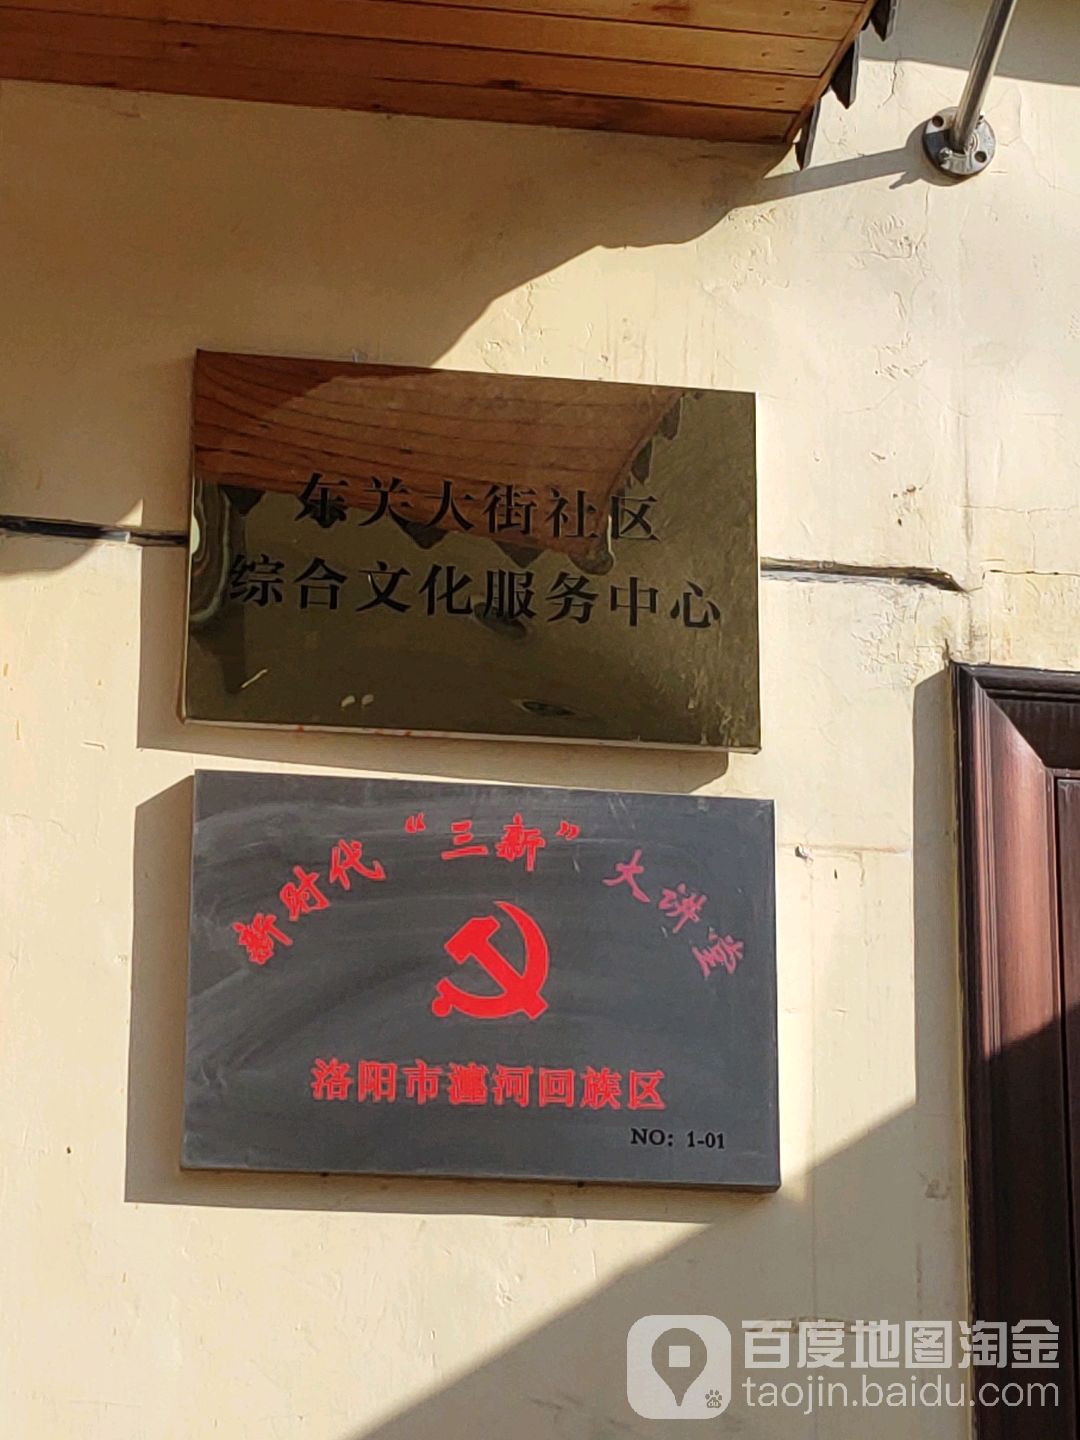 东关大街社区
综合文化服务中心
新时代“三新”大讲堂
洛阳市瀍河回族区
NO: 1-01
百度地图淘金
taojin.baidu.com